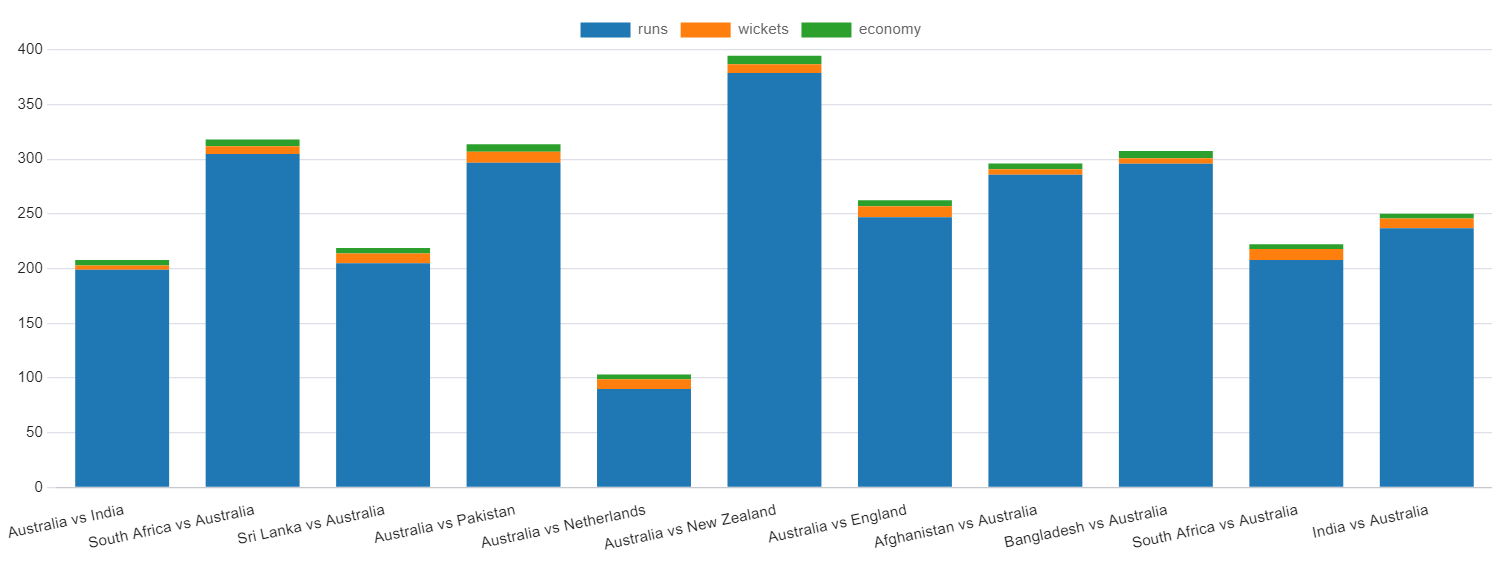 runs wickets economy
400
350
300
250
200
150
100
50
0
Australia vs India
South Africa vs Australia
Sri Lanka vs Australia
Australia vs Pakistan
Australia vs Netherlands
Australia vs New Zealand
Australia vs England
Afghanistan vs Australia
Bangladesh vs Australia
South Africa vs Australia
India vs Australia